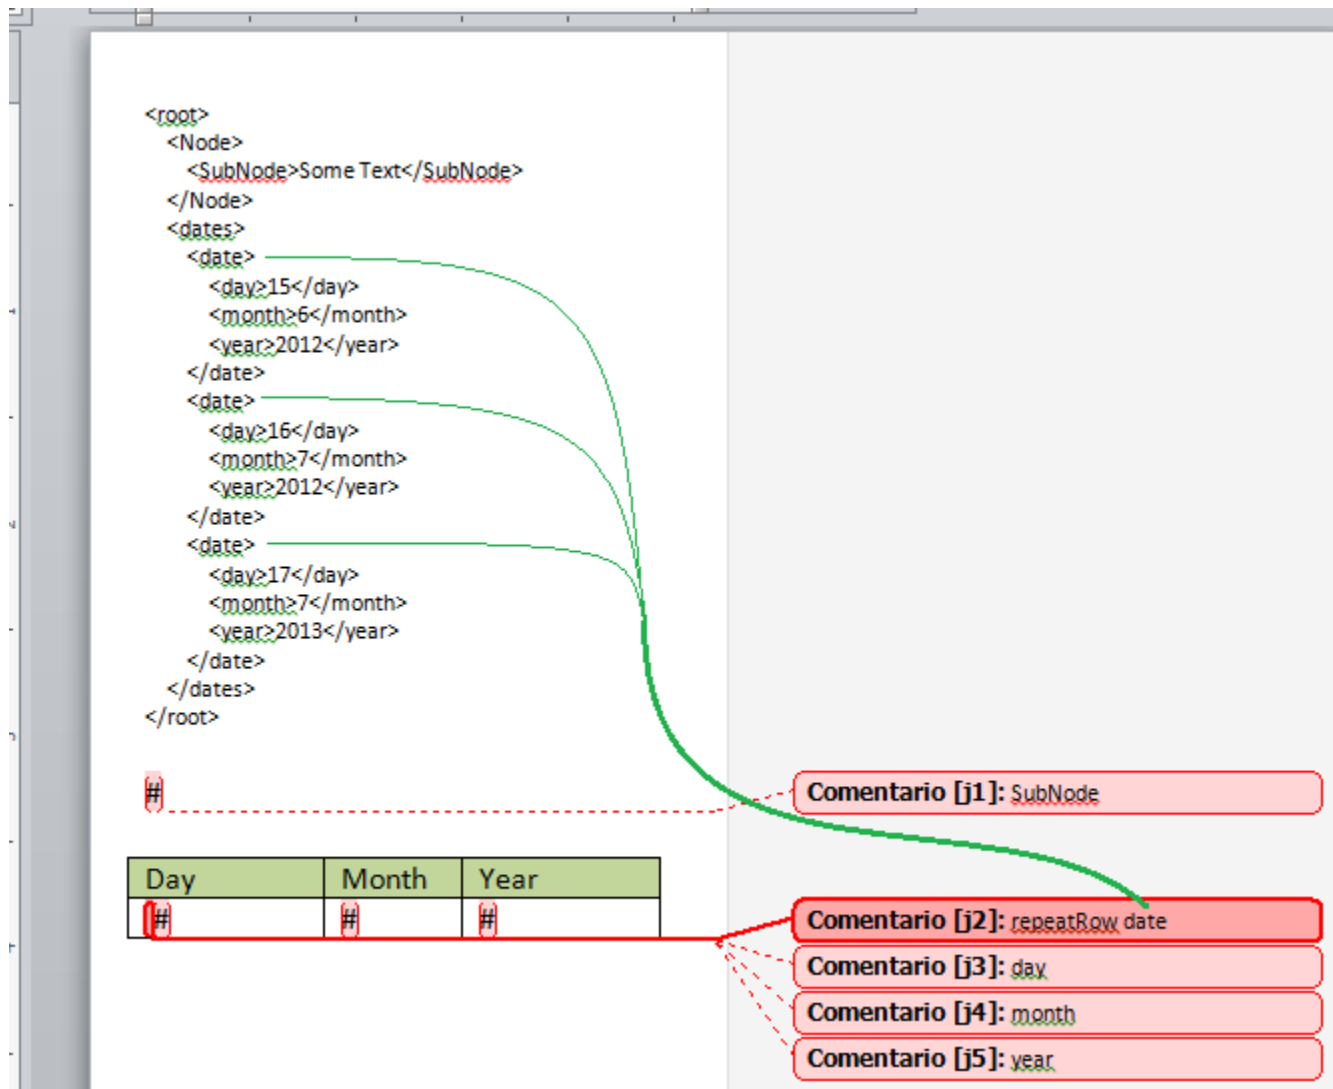 <root>
<Node>
<SubNode>Some Text</SubNode>
</Node>
<dates>
<date>
<day>15</day>
<month>6</month>
<year>2012</year>
</date>
<date>
<day>16</day>
<month>7</month>
<year>2012</year>
</date>
<date>
<day>17</day>
<month>7</month>
<year>2013</year>
</date>
</dates>
</root>
# Comentario [j1]: SubNode
Day Month Year
# # # Comentario [j2]: repeatRow date
Comentario [j3]: day
Comentario [j4]: month
Comentario [j5]: year